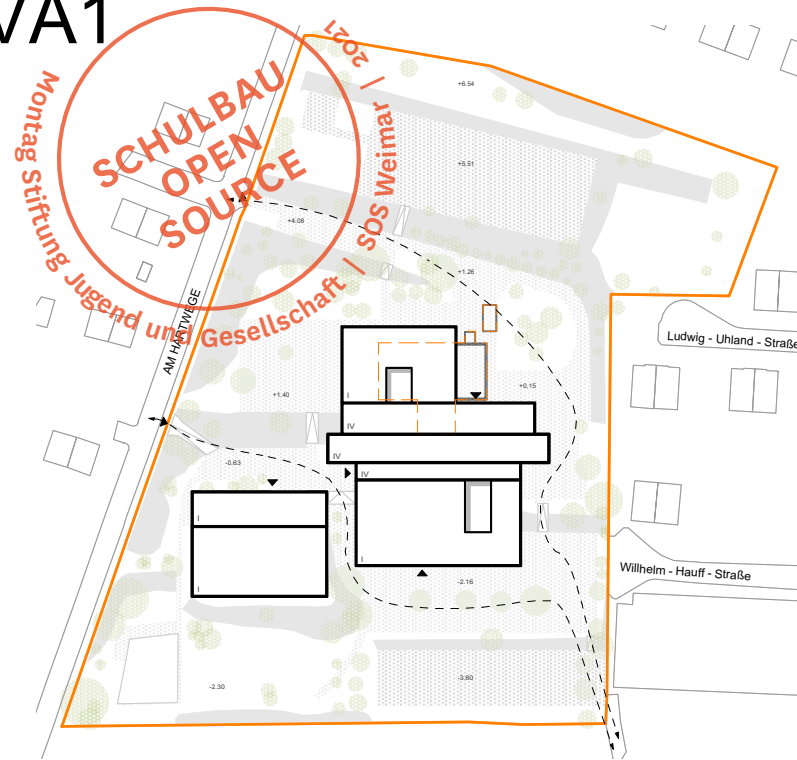 VA1
Montag Stiftung Jugend und Gesellschaft / SOS Weimar / 2021
SCHULBAU
OPEN
SOURCE
+6.54
+5.51
+4.08
+1.26
AM HARTWEGE
Ludwig - Uhland - Straße
+0.15
+1.40
I
IV
IV
IV
-0.63
I
I
I
Willhelm - Hauff - Straße
-2.16
-3.80
-2.30